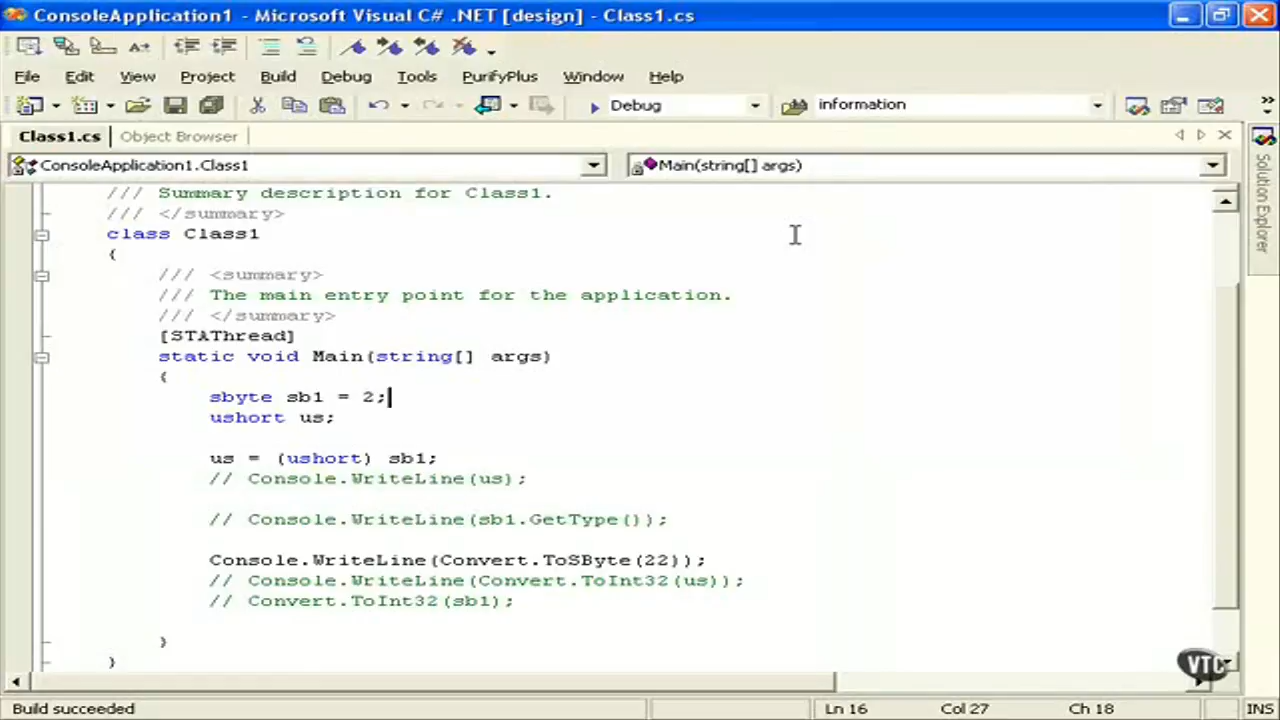 ConsoleApplication1 - Microsoft Visual C# .NET [design] - Class1.cs
File Edit View Project Build Debug Tools PurifyPlus Window Help
Debug information
Class1.cs Object Browser
ConsoleApplication1.Class1 Main(string[] args)
Solution Explorer
/// Summary description for Class1.
/// </summary>
class Class1
{
/// <summary>
/// The main entry point for the application.
/// </summary>
[STAThread]
static void Main(string[] args)
{
sbyte sb1 = 2;
ushort us;
us = (ushort) sb1;
// Console.WriteLine(us);
// Console.WriteLine(sb1.GetType());
Console.WriteLine(Convert.ToSByte(22));
// Console.WriteLine(Convert.ToInt32(us));
// Convert.ToInt32(sb1);
}
}
VTC
Build succeeded Ln 16 Col 27 Ch 18 INS